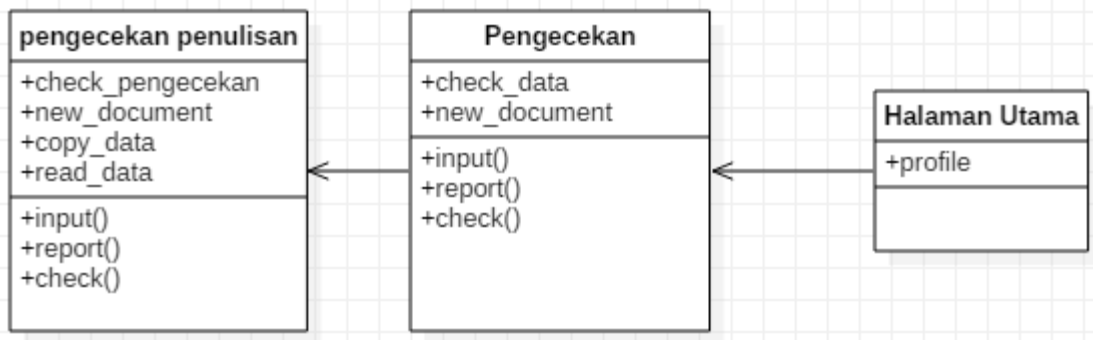 pengecekan penulisan
+check_pengecekan
+new_document
+copy_data
+read_data
+input()
+report()
+check()
Pengecekan
+check_data
+new_document
+input()
+report()
+check()
Halaman Utama
+profile